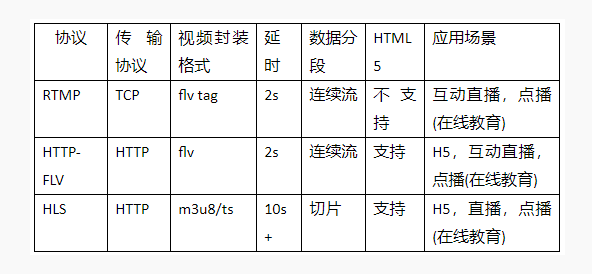 协议 传输协议 视频封装格式 延时 数据分段 HTML5 应用场景
RTMP TCP flv tag 2s 连续流 不支持 互动直播，点播(在线教育)
HTTP-FLV HTTP flv 2s 连续流 支持 H5，互动直播，点播(在线教育)
HLS HTTP m3u8/ts 10s+ 切片 支持 H5，直播，点播(在线教育)